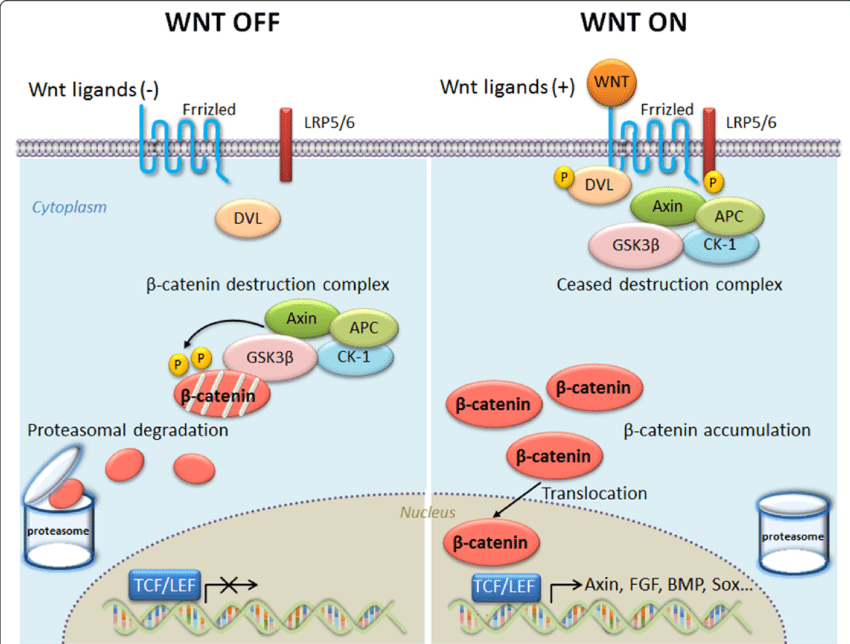 WNT OFF
Wnt ligands (-)
Frrizled
LRP5/6
Cytoplasm
DVL
β-catenin destruction complex
Axin
APC
GSK3β
CK-1
P
P
β-catenin
Proteasomal degradation
proteasome
TCF/LEF
WNT ON
Wnt ligands (+)
WNT
Frrizled
LRP5/6
P
DVL
P
Axin
APC
GSK3β
CK-1
Ceased destruction complex
β-catenin
β-catenin
β-catenin accumulation
β-catenin
Translocation
Nucleus
β-catenin
proteasome
TCF/LEF
Axin, FGF, BMP, Sox...